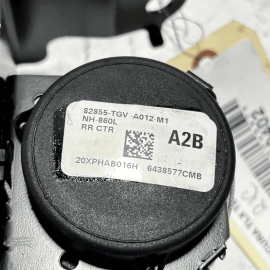 82855-TGV -A012-M1
NH-860L
RR CTR
A2B
20XPHAB016H 6438577CMB